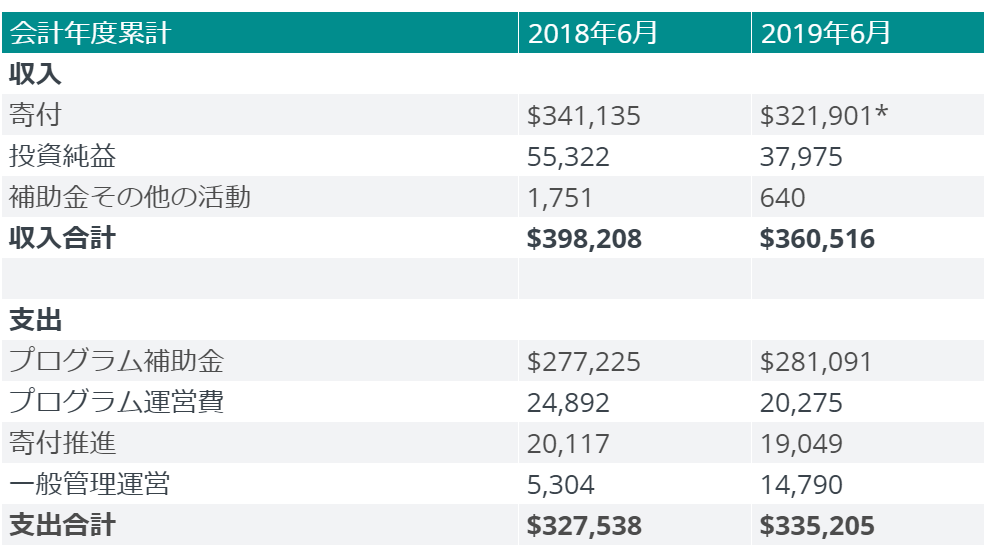 会計年度累計 2018年6月 2019年6月
収入
寄付 $341,135 $321,901*
投資純益 55,322 37,975
補助金その他の活動 1,751 640
収入合計 $398,208 $360,516
支出
プログラム補助金 $277,225 $281,091
プログラム運営費 24,892 20,275
寄付推進 20,117 19,049
一般管理運営 5,304 14,790
支出合計 $327,538 $335,205